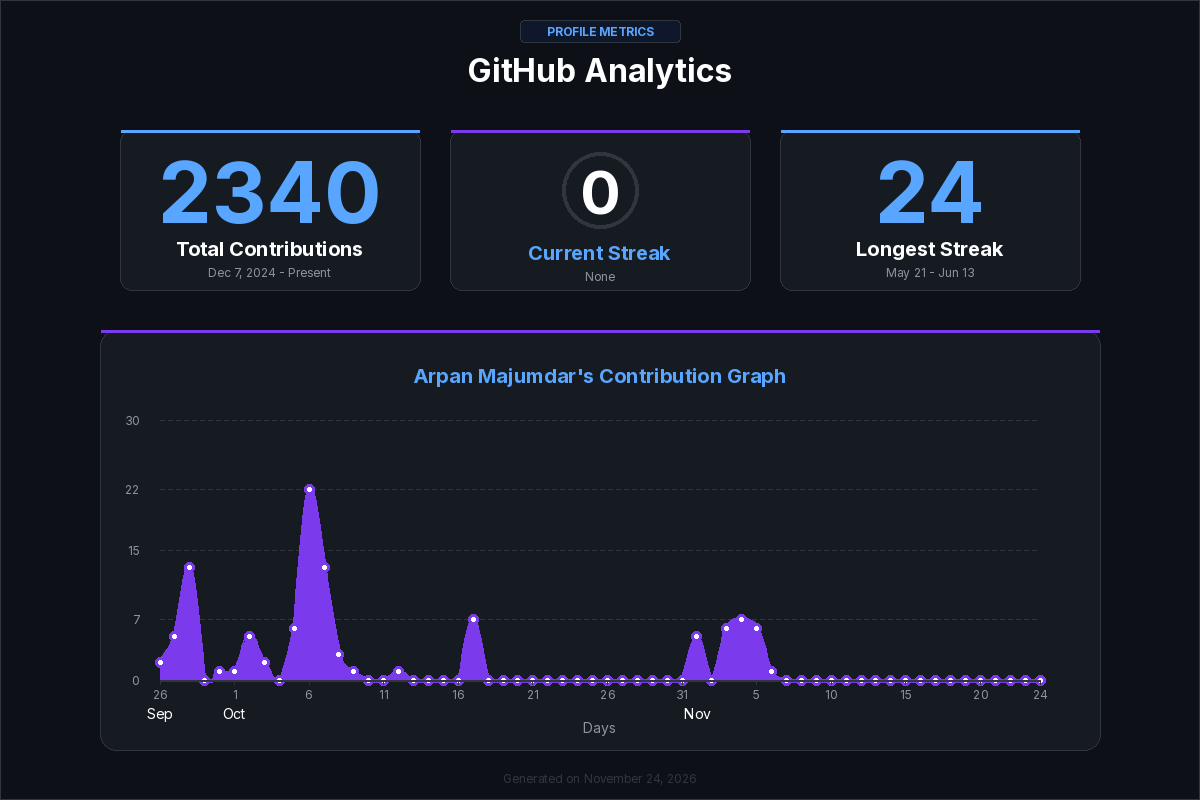 PROFILE METRICS
GitHub Analytics
2340
Total Contributions
Dec 7, 2024 - Present
0
Current Streak
None
24
Longest Streak
May 21 - Jun 13
Arpan Majumdar's Contribution Graph
30
22
15
7
0
26 1 6 11 16 21 26 31 5 10 15 20 24
Sep Oct Nov
Days
Generated on November 24, 2026